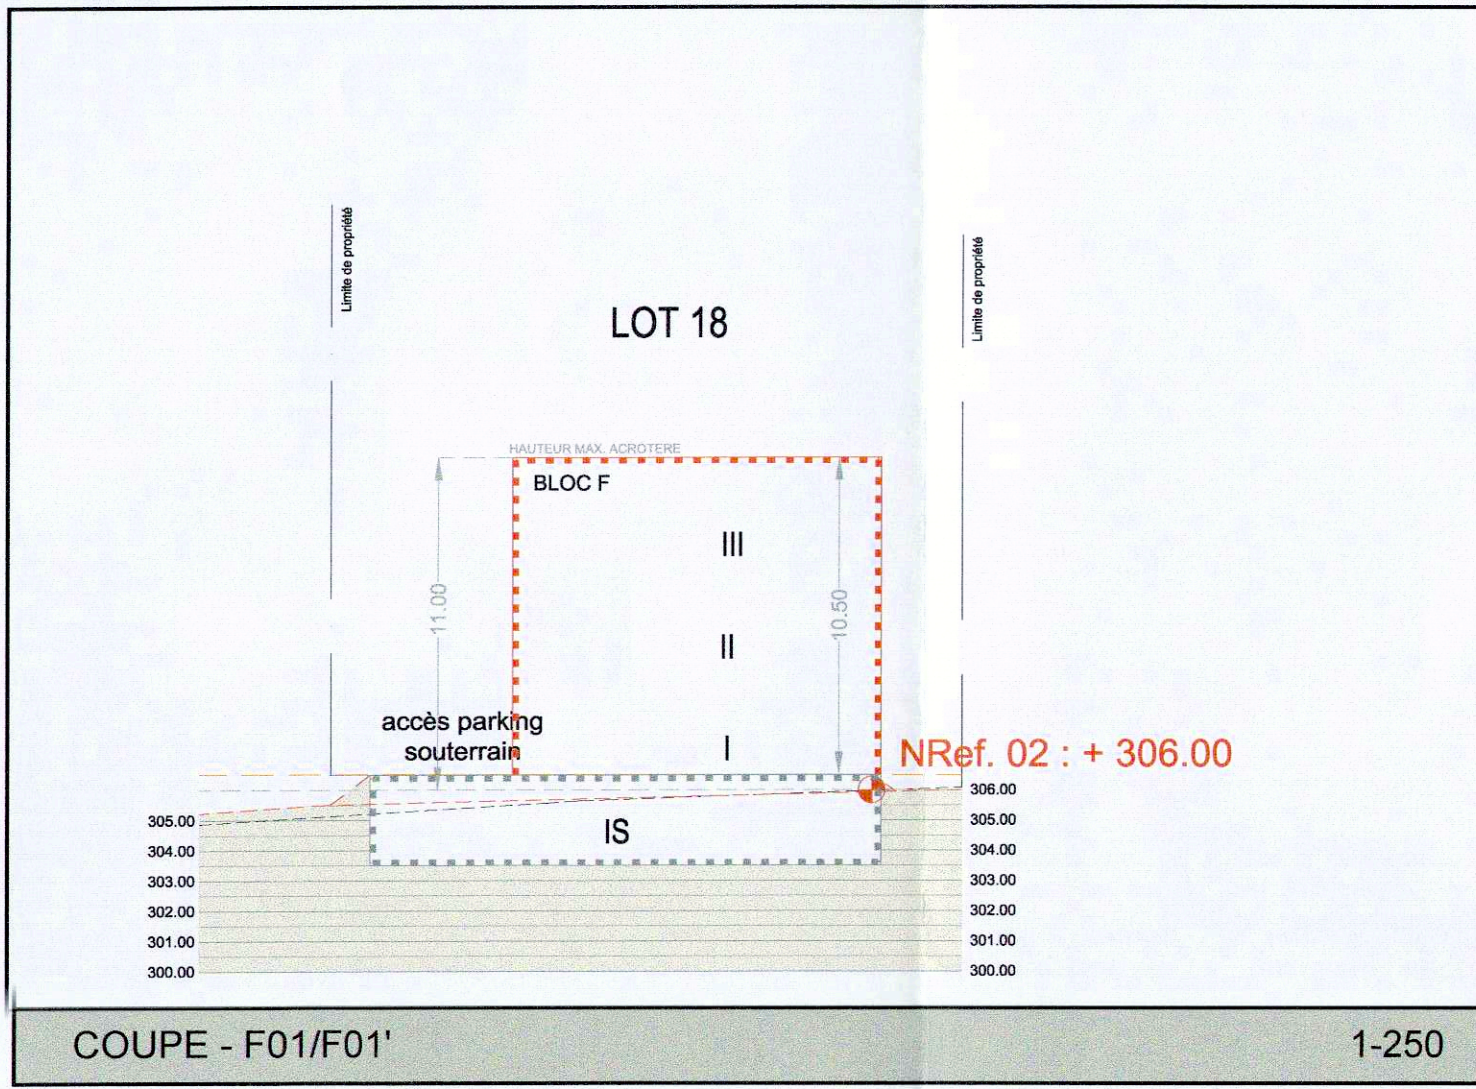 Limite de propriété
Limite de propriété
LOT 18
HAUTEUR MAX. ACROTERE
BLOC F
III
11.00
10.50
II
accès parking
souterrain
I
NRef. 02 : + 306.00
306.00
305.00
305.00
IS
304.00
304.00
303.00
303.00
302.00
302.00
301.00
301.00
300.00
300.00
COUPE - F01/F01'
1-250